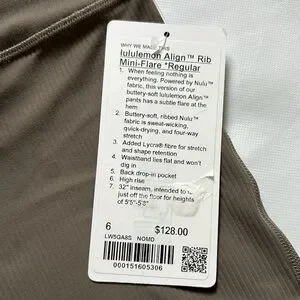 WHY WE MADE THIS
lululemon Align™ Rib
Mini-Flare *Regular
1. When feeling nothing is
everything. Powered by Nulu™
fabric, this version of our
buttery-soft lululemon Align™
pants has a subtle flare at the
hem
2. Buttery-soft, ribbed Nulu™
fabric is sweat-wicking,
quick-drying, and four-way
stretch
3. Added Lycra® fibre for stretch
and shape retention
4. Waistband lies flat and won't
dig in
5. Back drop-in pocket
6. High rise
7. 32" inseam, intended to
just off the floor for heights
of 5'5"-5'3"
6 $128.00
LW5QA8S NOMD
000151605306